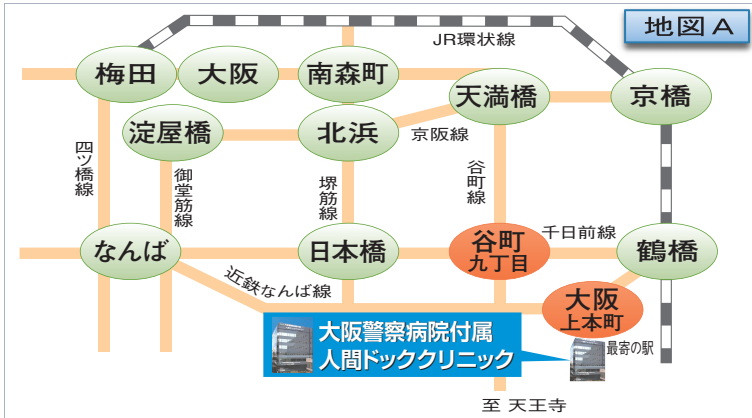 地図A
JR環状線
梅田
大阪
南森町
天満橋
京橋
淀屋橋
北浜
京阪線
四ツ橋線
御堂筋線
堺筋線
谷町線
なんば
日本橋
谷町
九丁目
千日前線
鶴橋
近鉄なんば線
大阪
上本町
大阪警察病院付属
人間ドッククリニック
最寄の駅
至 天王寺